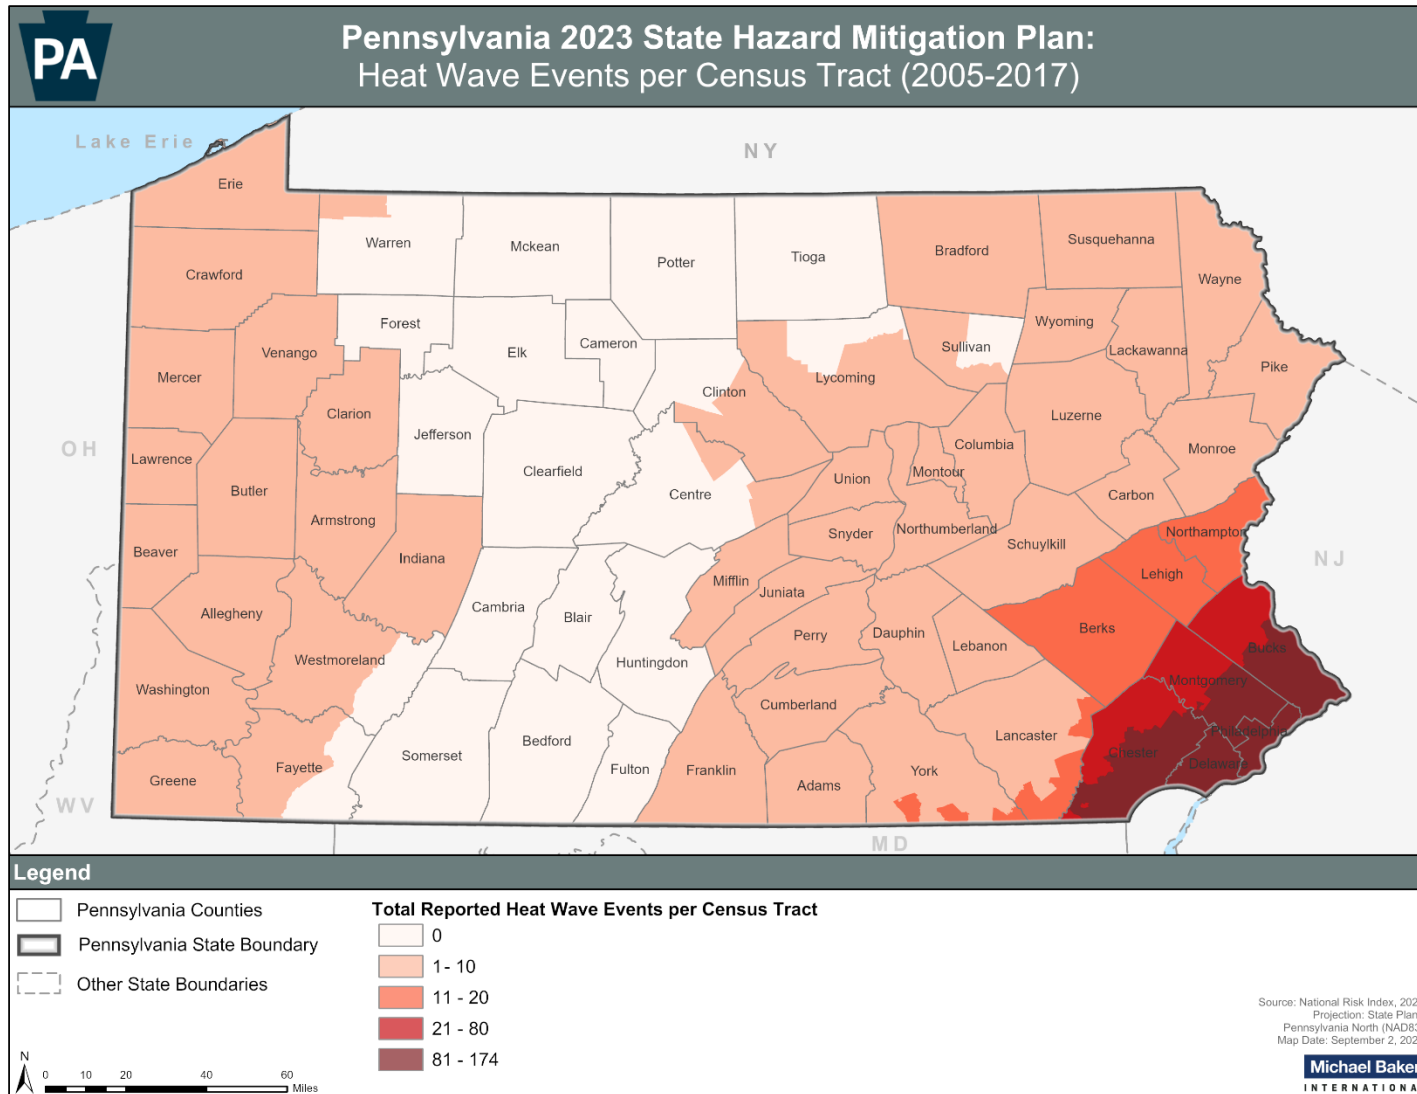 PA
Pennsylvania 2023 State Hazard Mitigation Plan:
Heat Wave Events per Census Tract (2005-2017)
Lake Erie
NY
Erie
Warren
Mckean
Potter
Tioga
Bradford
Susquehanna
Wayne
Crawford
Forest
Elk
Cameron
Sullivan
Wyoming
Lackawanna
Pike
Venango
Mercer
Clarion
Jefferson
Clinton
Lycoming
Luzerne
Columbia
Monroe
OH
Lawrence
Butler
Armstrong
Clearfield
Centre
Union
Montour
Carbon
Beaver
Indiana
Snyder
Northumberland
Schuylkill
Northampton
NJ
Mifflin
Juniata
Lehigh
Allegheny
Cambria
Blair
Perry
Dauphin
Lebanon
Berks
Westmoreland
Huntingdon
Bucks
Washington
Cumberland
Montgomery
Greene
Fayette
Somerset
Bedford
Fulton
Franklin
Adams
York
Lancaster
Chester
Philadelphia
Delaware
WV
MD
Legend
Pennsylvania Counties
Pennsylvania State Boundary
Other State Boundaries
Total Reported Heat Wave Events per Census Tract
0
1 - 10
11 - 20
21 - 80
81 - 174
N
0 10 20 40 60
Miles
Source: National Risk Index, 202
Projection: State Plan
Pennsylvania North (NAD83
Map Date: September 2, 202
Michael Baker
INTERNATIONA